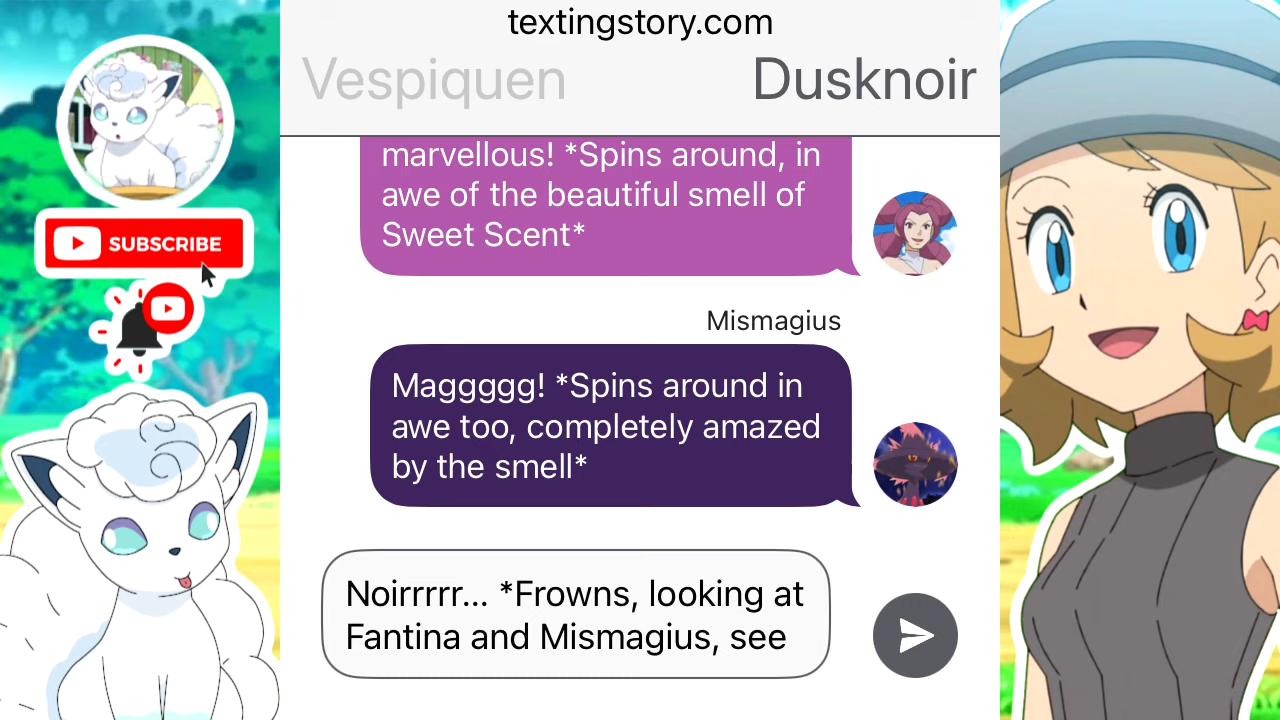 textingstory.com
Vespiquen
Dusknoir
marvellous! *Spins around, in
awe of the beautiful smell of
Sweet Scent*
SUBSCRIBE
Mismagius
Maggggg! *Spins around in
awe too, completely amazed
by the smell*
Noirrrrr... *Frowns, looking at
Fantina and Mismagius, see